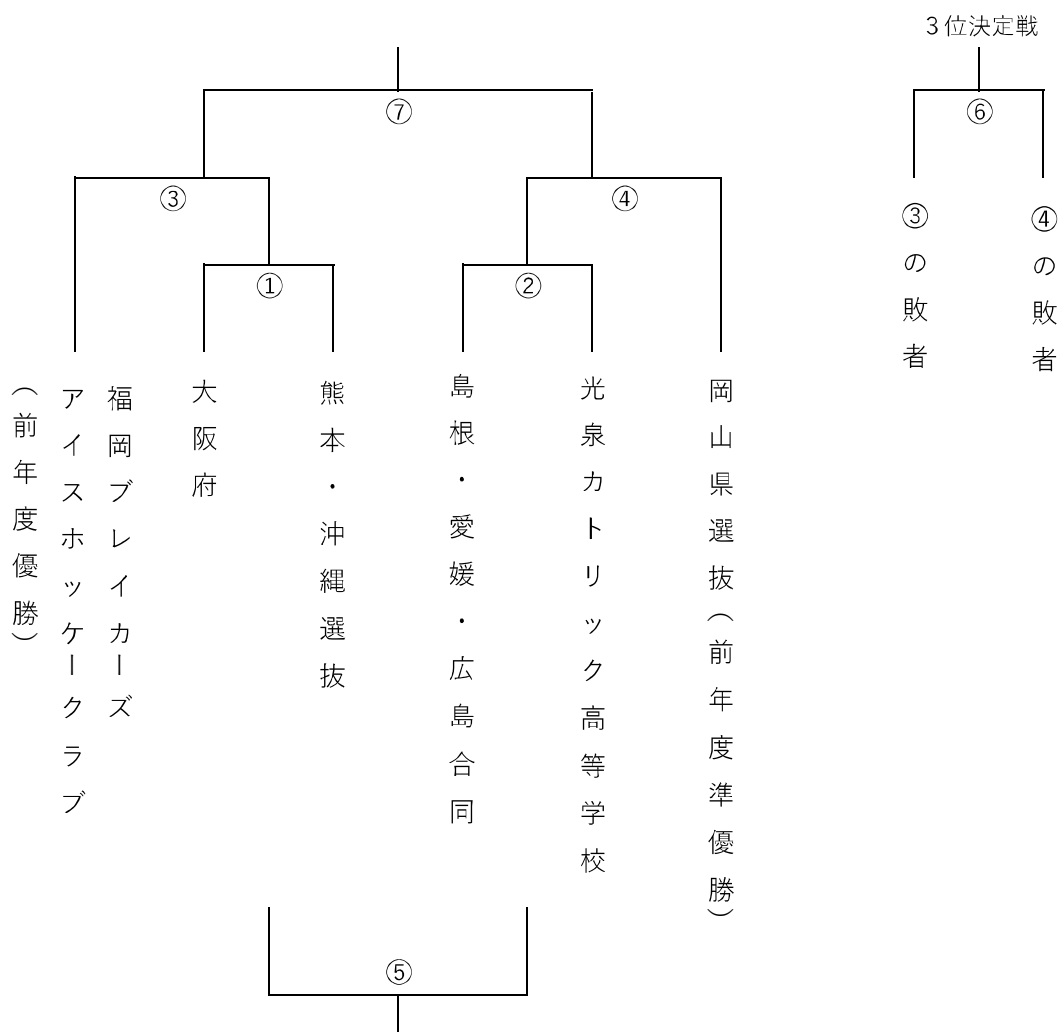 3位決定戦
⑦
⑥
③
④
①
②
③の敗者
④の敗者
福岡ブレイカーズ
アイスホッケークラブ
(前年度優勝)
大阪府
熊本・沖縄選抜
島根・愛媛・広島合同
光泉カトリック高等学校
岡山県選抜(前年度準優勝)
⑤